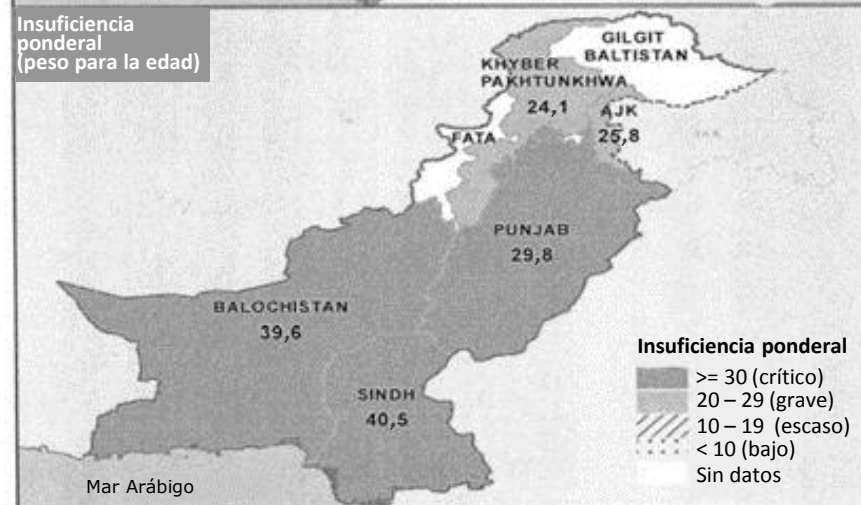 Insuficiencia
ponderal
(peso para la edad)
GILGIT
BALTISTAN
KHYBER
PAKHTUNKHWA
24,1
AJK
25,8
FATA
PUNJAB
29,8
BALOCHISTAN
39,6
SINDH
40,5
Mar Arábigo
Insuficiencia ponderal
>= 30 (crítico)
20 – 29 (grave)
10 – 19 (escaso)
< 10 (bajo)
Sin datos